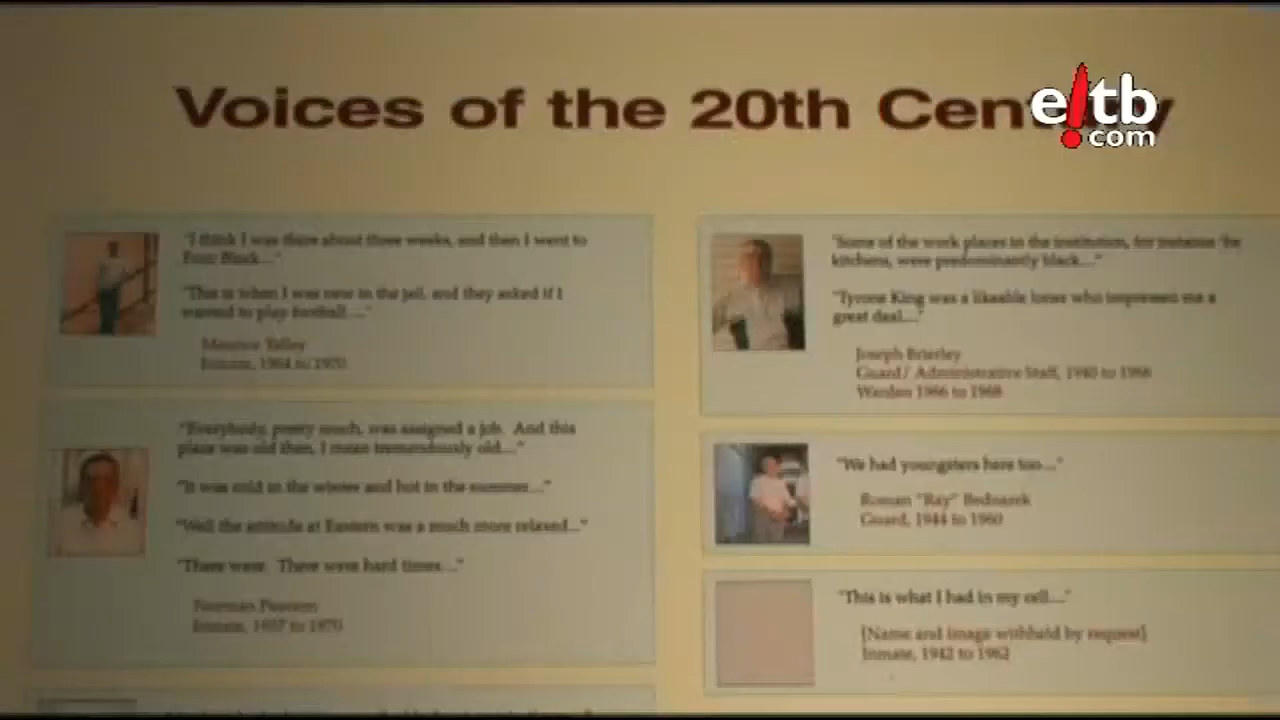 Voices of the 20th Cen
e!tb
.com
"I think I was there about three weeks, and then I went to
Four Block..."
"This is when I was new in the jail, and they asked if I
wanted to play football...."
Maurice Talley
Inmate, 1964 to 1970
"Everybody, pretty much, was assigned a job. And this
place was old then, I mean tremendously old..."
"It was cold in the winter and hot in the summer..."
"Well the attitude at Eastern was a much more relaxed..."
"There were. There were hard times...."
Inmate, 1957 to 1970
"Some of the work places in the institution, for instance the
kitchens, were predominantly black..."
"Tyrone King was a likeable loner who impresses me a
great deal..."
Joseph Brierley
Guard / Administrative Staff, 1940 to 1966
Warden 1966 to 1968
"We had youngsters here too..."
Roman "Ray" Bednarek
Guard, 1944 to 1960
"This is what I had in my cell...."
[Name and image withheld by request]
Inmate, 1942 to 1962